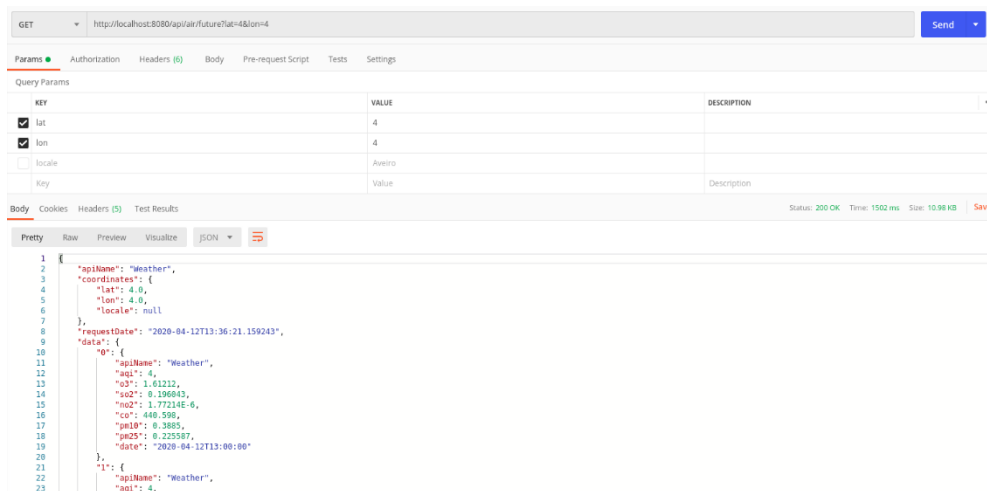 GET http://localhost:8080/api/air/future?lat=4&lon=4 Send
Params Authorization Headers (6) Body Pre-request Script Tests Settings
Query Params
KEY VALUE DESCRIPTION
lat 4
lon 4
locale Aveiro
Key Value Description
Body Cookies Headers (5) Test Results Status: 200 OK Time: 1502 ms Size: 10.98 KB Sav
Pretty Raw Preview Visualize JSON
1 {
2 "apiName": "Weather",
3 "coordinates": {
4 "lat": 4.0,
5 "lon": 4.0,
6 "locale": null
7 },
8 "requestDate": "2020-04-12T13:36:21.159243",
9 "data": {
10 "0": {
11 "apiName": "Weather",
12 "aqi": 4,
13 "o3": 1.61212,
14 "so2": 0.196043,
15 "no2": 1.77214E-6,
16 "co": 440.598,
17 "pm10": 0.3885,
18 "pm25": 0.225587,
19 "date": "2020-04-12T13:00:00"
20 },
21 "1": {
22 "apiName": "Weather",
23 "aqi": 4,